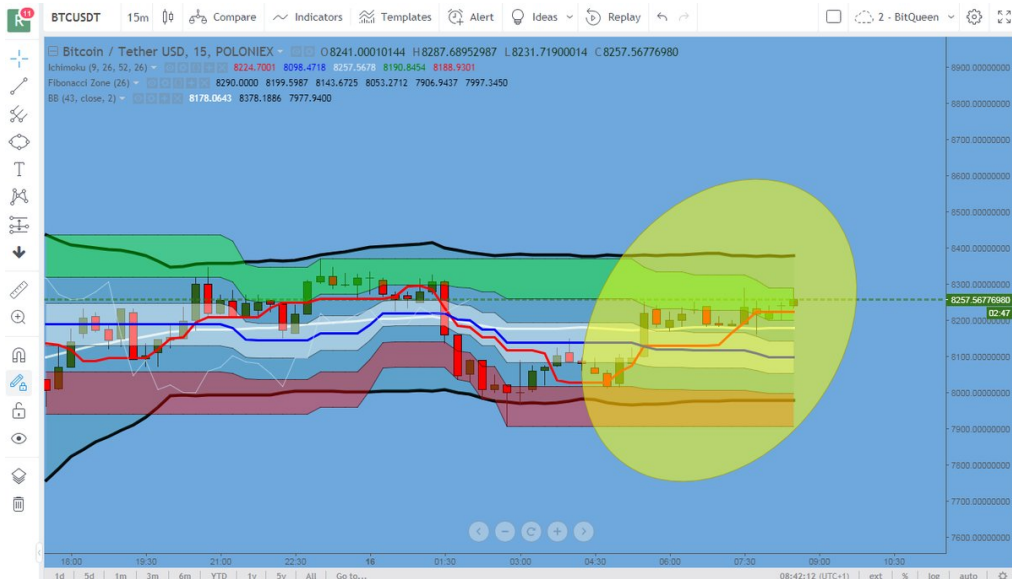 R 11 BTCUSDT 15m Compare Indicators Templates Alert Ideas Replay 2 - BitQueen
Bitcoin / Tether USD, 15, POLONIEX O8241.00010144 H8287.68952987 L8231.71900014 C8257.56776980
Ichimoku (9, 26, 52, 26) 8224.7001 8098.4718 8257.5678 8190.8454 8188.9301
Fibonacci Zone (26) 8290.0000 8199.5987 8143.6725 8053.2712 7906.9437 7997.3450
BB (43, close, 2) 8178.0643 8378.1886 7977.9400
T
8900.00000000
8800.00000000
8700.00000000
8600.00000000
8500.00000000
8400.00000000
8300.00000000
8257.56776980
02:47
8200.00000000
8100.00000000
8000.00000000
7900.00000000
7800.00000000
7700.00000000
7600.00000000
18:00 19:30 21:00 22:30 16 01:30 03:00 04:30 06:00 07:30 09:00 10:30
1d 5d 1m 3m 6m YTD 1y 5y All Go to... 08:42:12 (UTC+1) ext % log auto